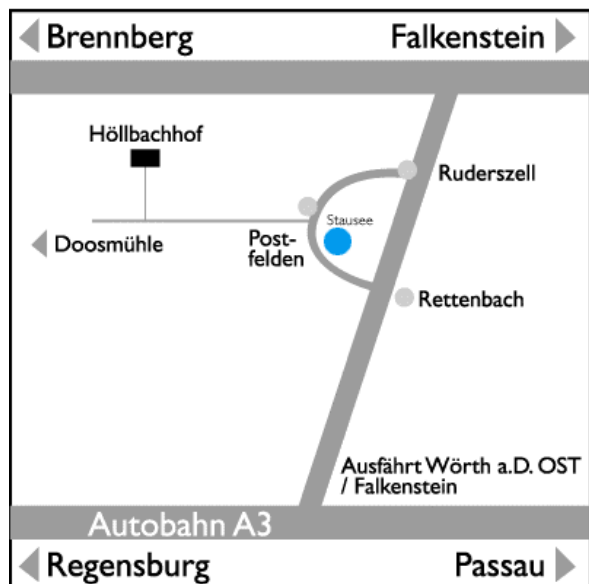 Brennberg
Falkenstein
Höllbachhof
Ruderszell
Stausee
Post-
felden
Doosmühle
Rettenbach
Ausfährt Wörth a.D. OST
/ Falkenstein
Autobahn A3
Regensburg
Passau